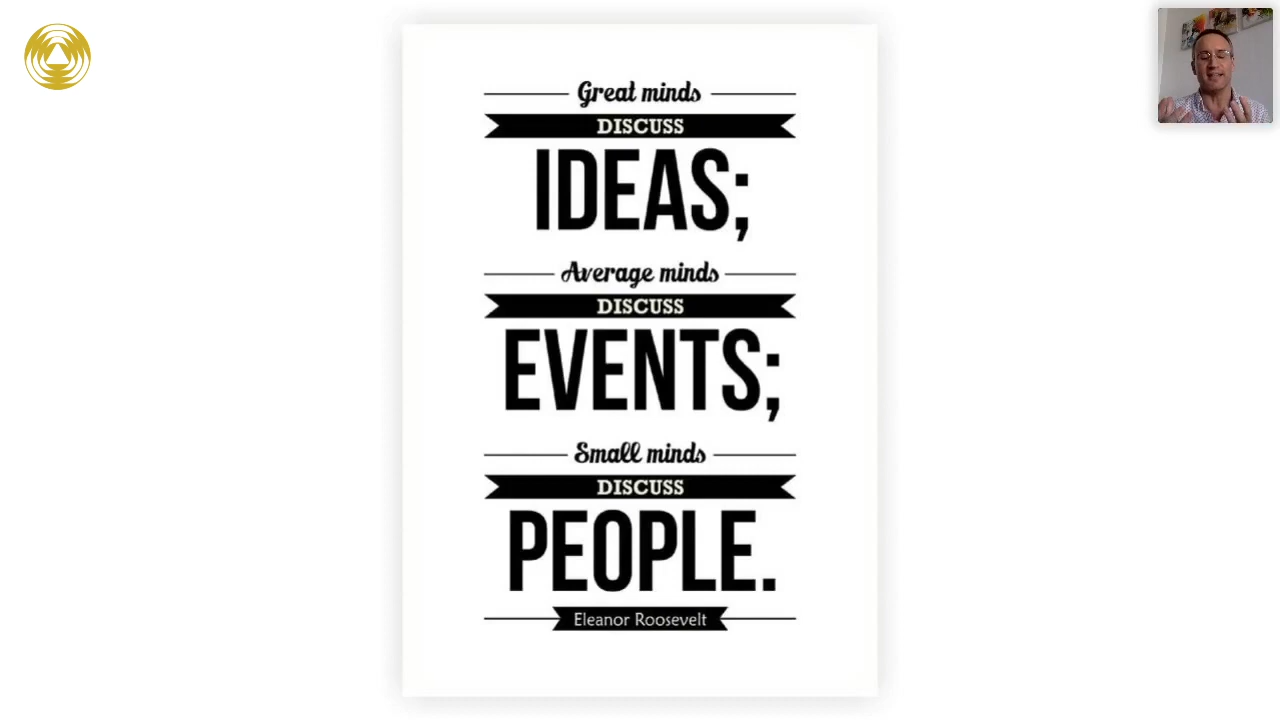 Great minds
DISCUSS
IDEAS;
Average minds
DISCUSS
EVENTS;
Small minds
DISCUSS
PEOPLE.
Eleanor Roosevelt